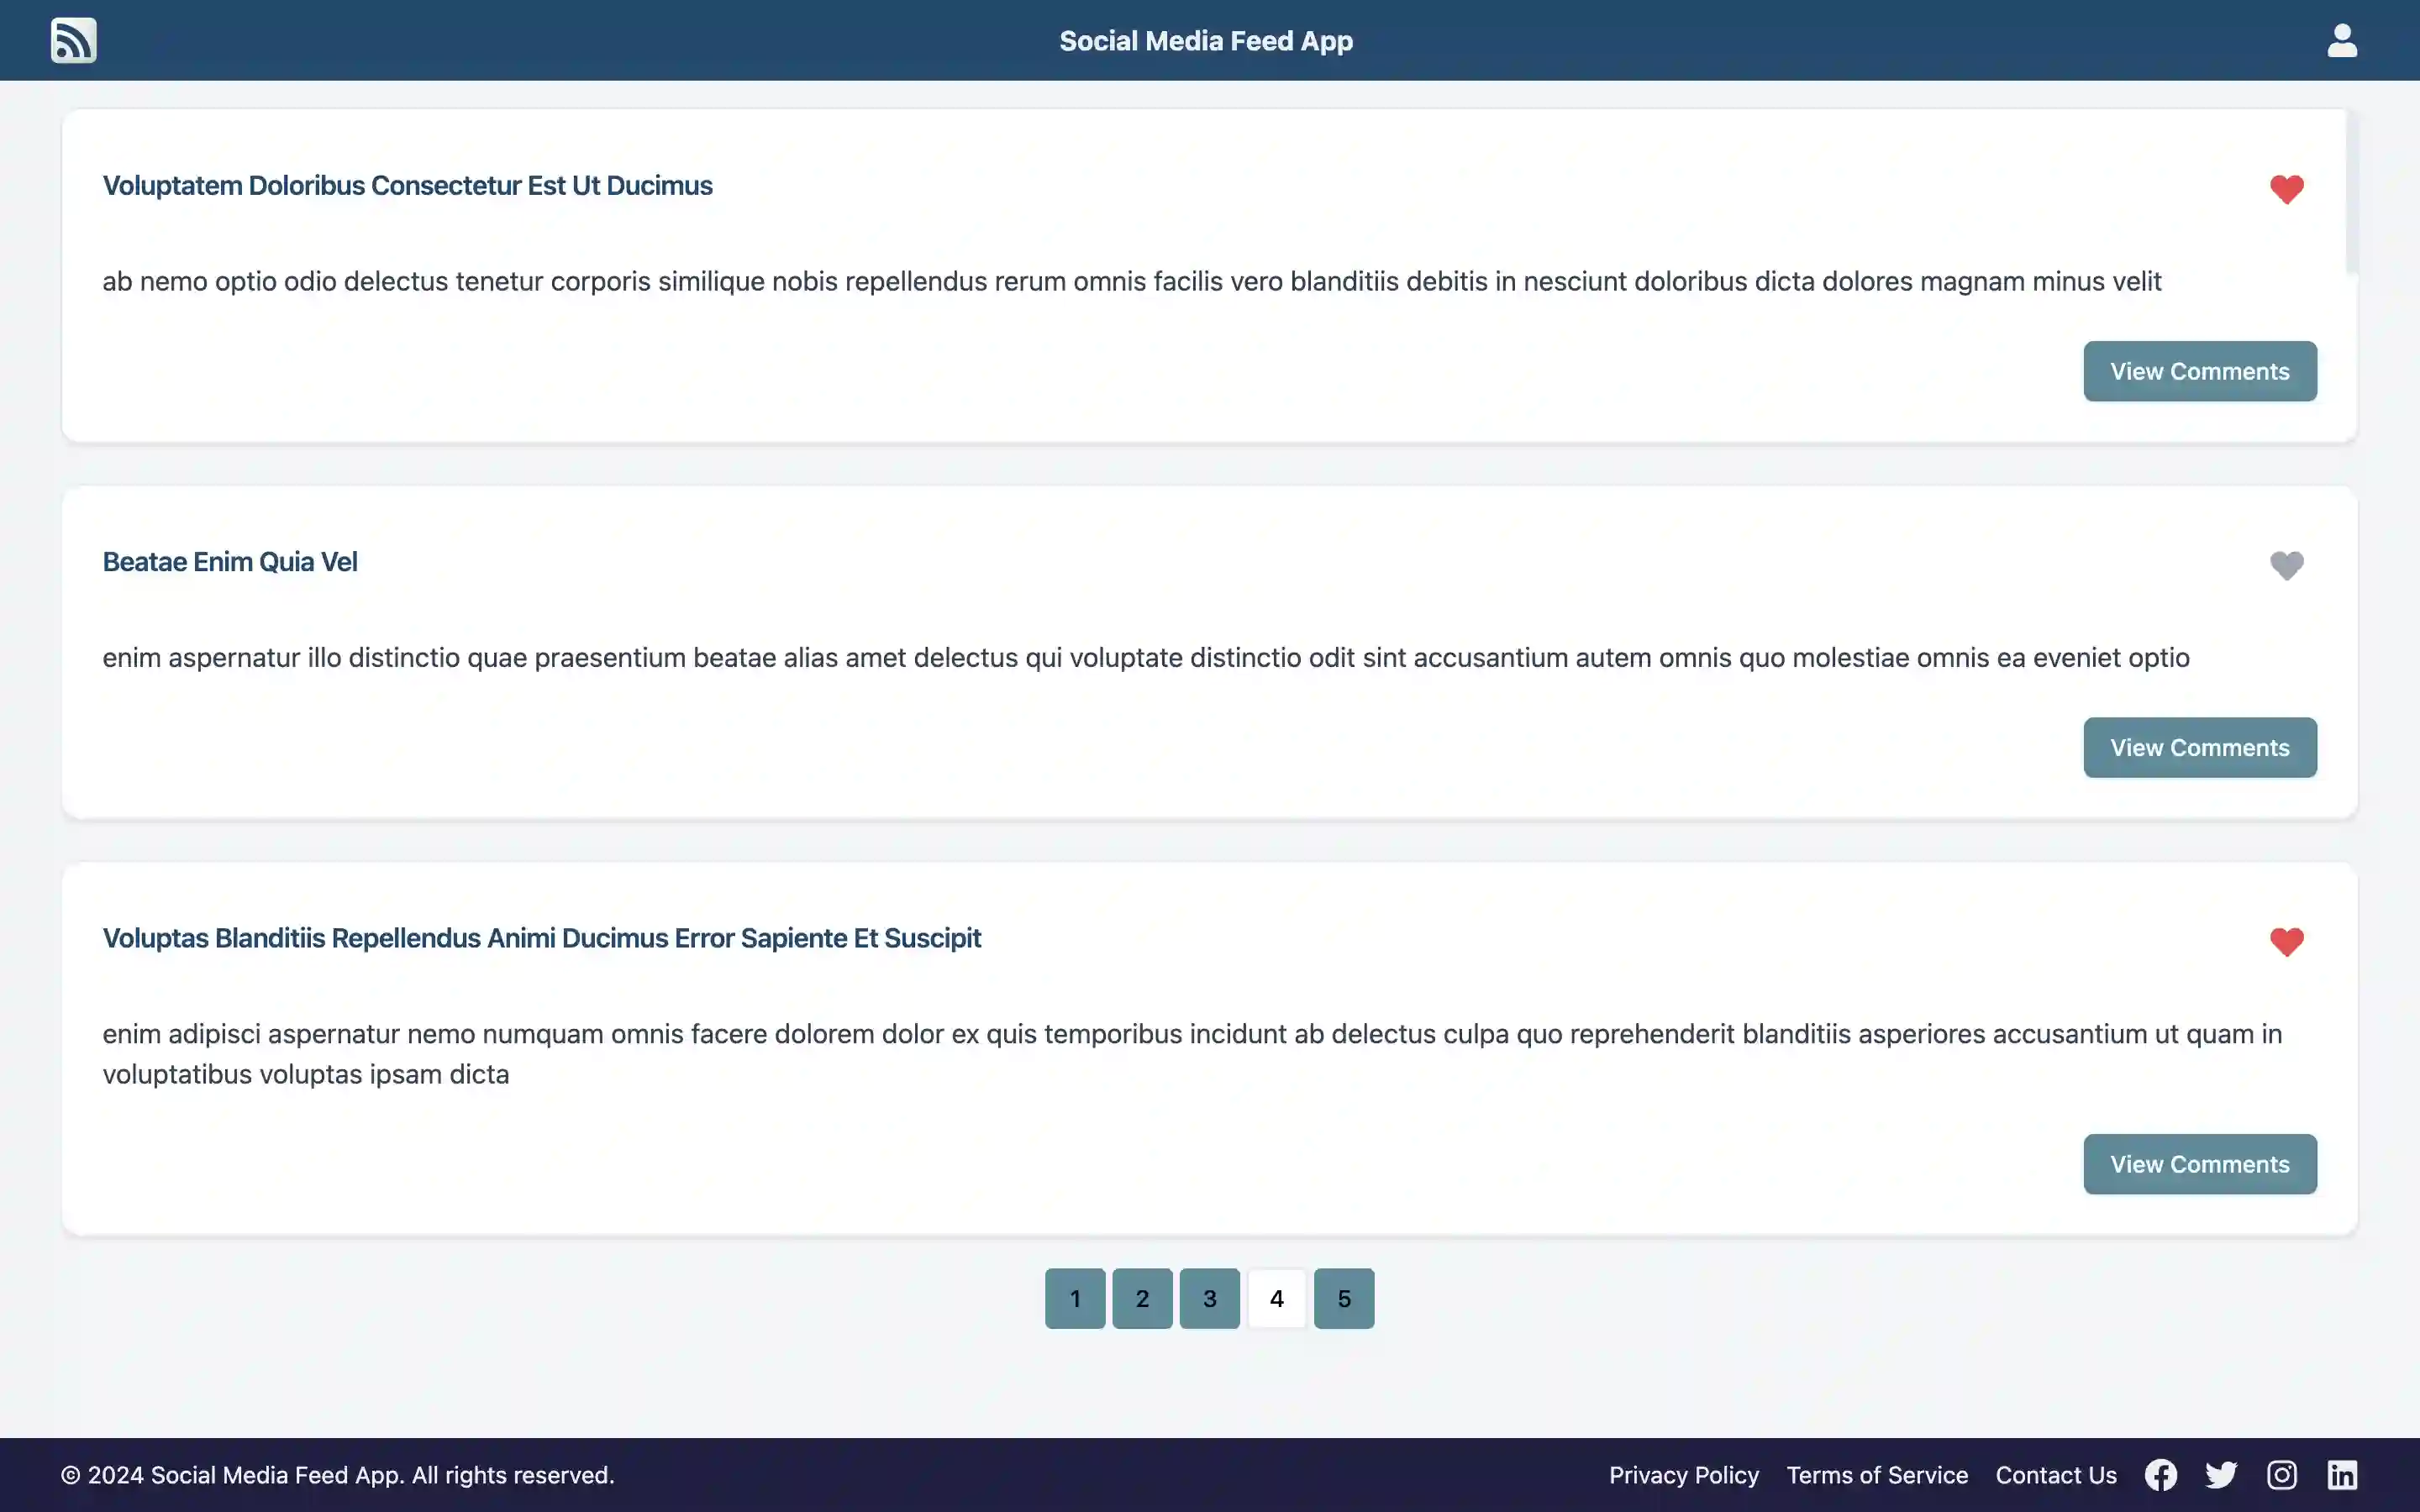 Social Media Feed App
Voluptatem Doloribus Consectetur Est Ut Ducimus
ab nemo optio odio delectus tenetur corporis similique nobis repellendus rerum omnis facilis vero blanditiis debitis in nesciunt doloribus dicta dolores magnam minus velit
View Comments
Beatae Enim Quia Vel
enim aspernatur illo distinctio quae praesentium beatae alias amet delectus qui voluptate distinctio odit sint accusantium autem omnis quo molestiae omnis ea eveniet optio
View Comments
Voluptas Blanditiis Repellendus Animi Ducimus Error Sapiente Et Suscipit
enim adipisci aspernatur nemo numquam omnis facere dolorem dolor ex quis temporibus incidunt ab delectus culpa quo reprehenderit blanditiis asperiores accusantium ut quam in
voluptatibus voluptas ipsam dicta
View Comments
1 2 3 4 5
© 2024 Social Media Feed App. All rights reserved. Privacy Policy Terms of Service Contact Us